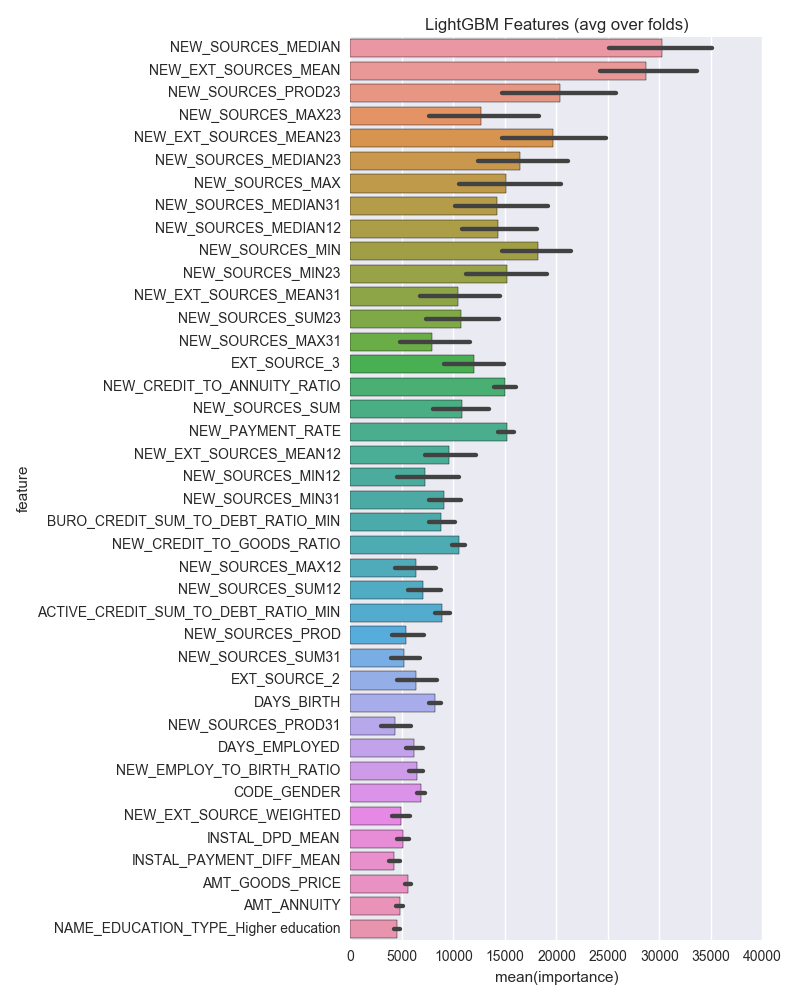 LightGBM Features (avg over folds)
NEW_SOURCES_MEDIAN
NEW_EXT_SOURCES_MEAN
NEW_SOURCES_PROD23
NEW_SOURCES_MAX23
NEW_EXT_SOURCES_MEAN23
NEW_SOURCES_MEDIAN23
NEW_SOURCES_MAX
NEW_SOURCES_MEDIAN31
NEW_SOURCES_MEDIAN12
NEW_SOURCES_MIN
NEW_SOURCES_MIN23
NEW_EXT_SOURCES_MEAN31
NEW_SOURCES_SUM23
NEW_SOURCES_MAX31
EXT_SOURCE_3
NEW_CREDIT_TO_ANNUITY_RATIO
NEW_SOURCES_SUM
NEW_PAYMENT_RATE
NEW_EXT_SOURCES_MEAN12
NEW_SOURCES_MIN12
NEW_SOURCES_MIN31
BURO_CREDIT_SUM_TO_DEBT_RATIO_MIN
NEW_CREDIT_TO_GOODS_RATIO
NEW_SOURCES_MAX12
NEW_SOURCES_SUM12
ACTIVE_CREDIT_SUM_TO_DEBT_RATIO_MIN
NEW_SOURCES_PROD
NEW_SOURCES_SUM31
EXT_SOURCE_2
DAYS_BIRTH
NEW_SOURCES_PROD31
DAYS_EMPLOYED
NEW_EMPLOY_TO_BIRTH_RATIO
CODE_GENDER
NEW_EXT_SOURCE_WEIGHTED
INSTAL_DPD_MEAN
INSTAL_PAYMENT_DIFF_MEAN
AMT_GOODS_PRICE
AMT_ANNUITY
NAME_EDUCATION_TYPE_Higher education
feature
0 5000 10000 15000 20000 25000 30000 35000 40000
mean(importance)